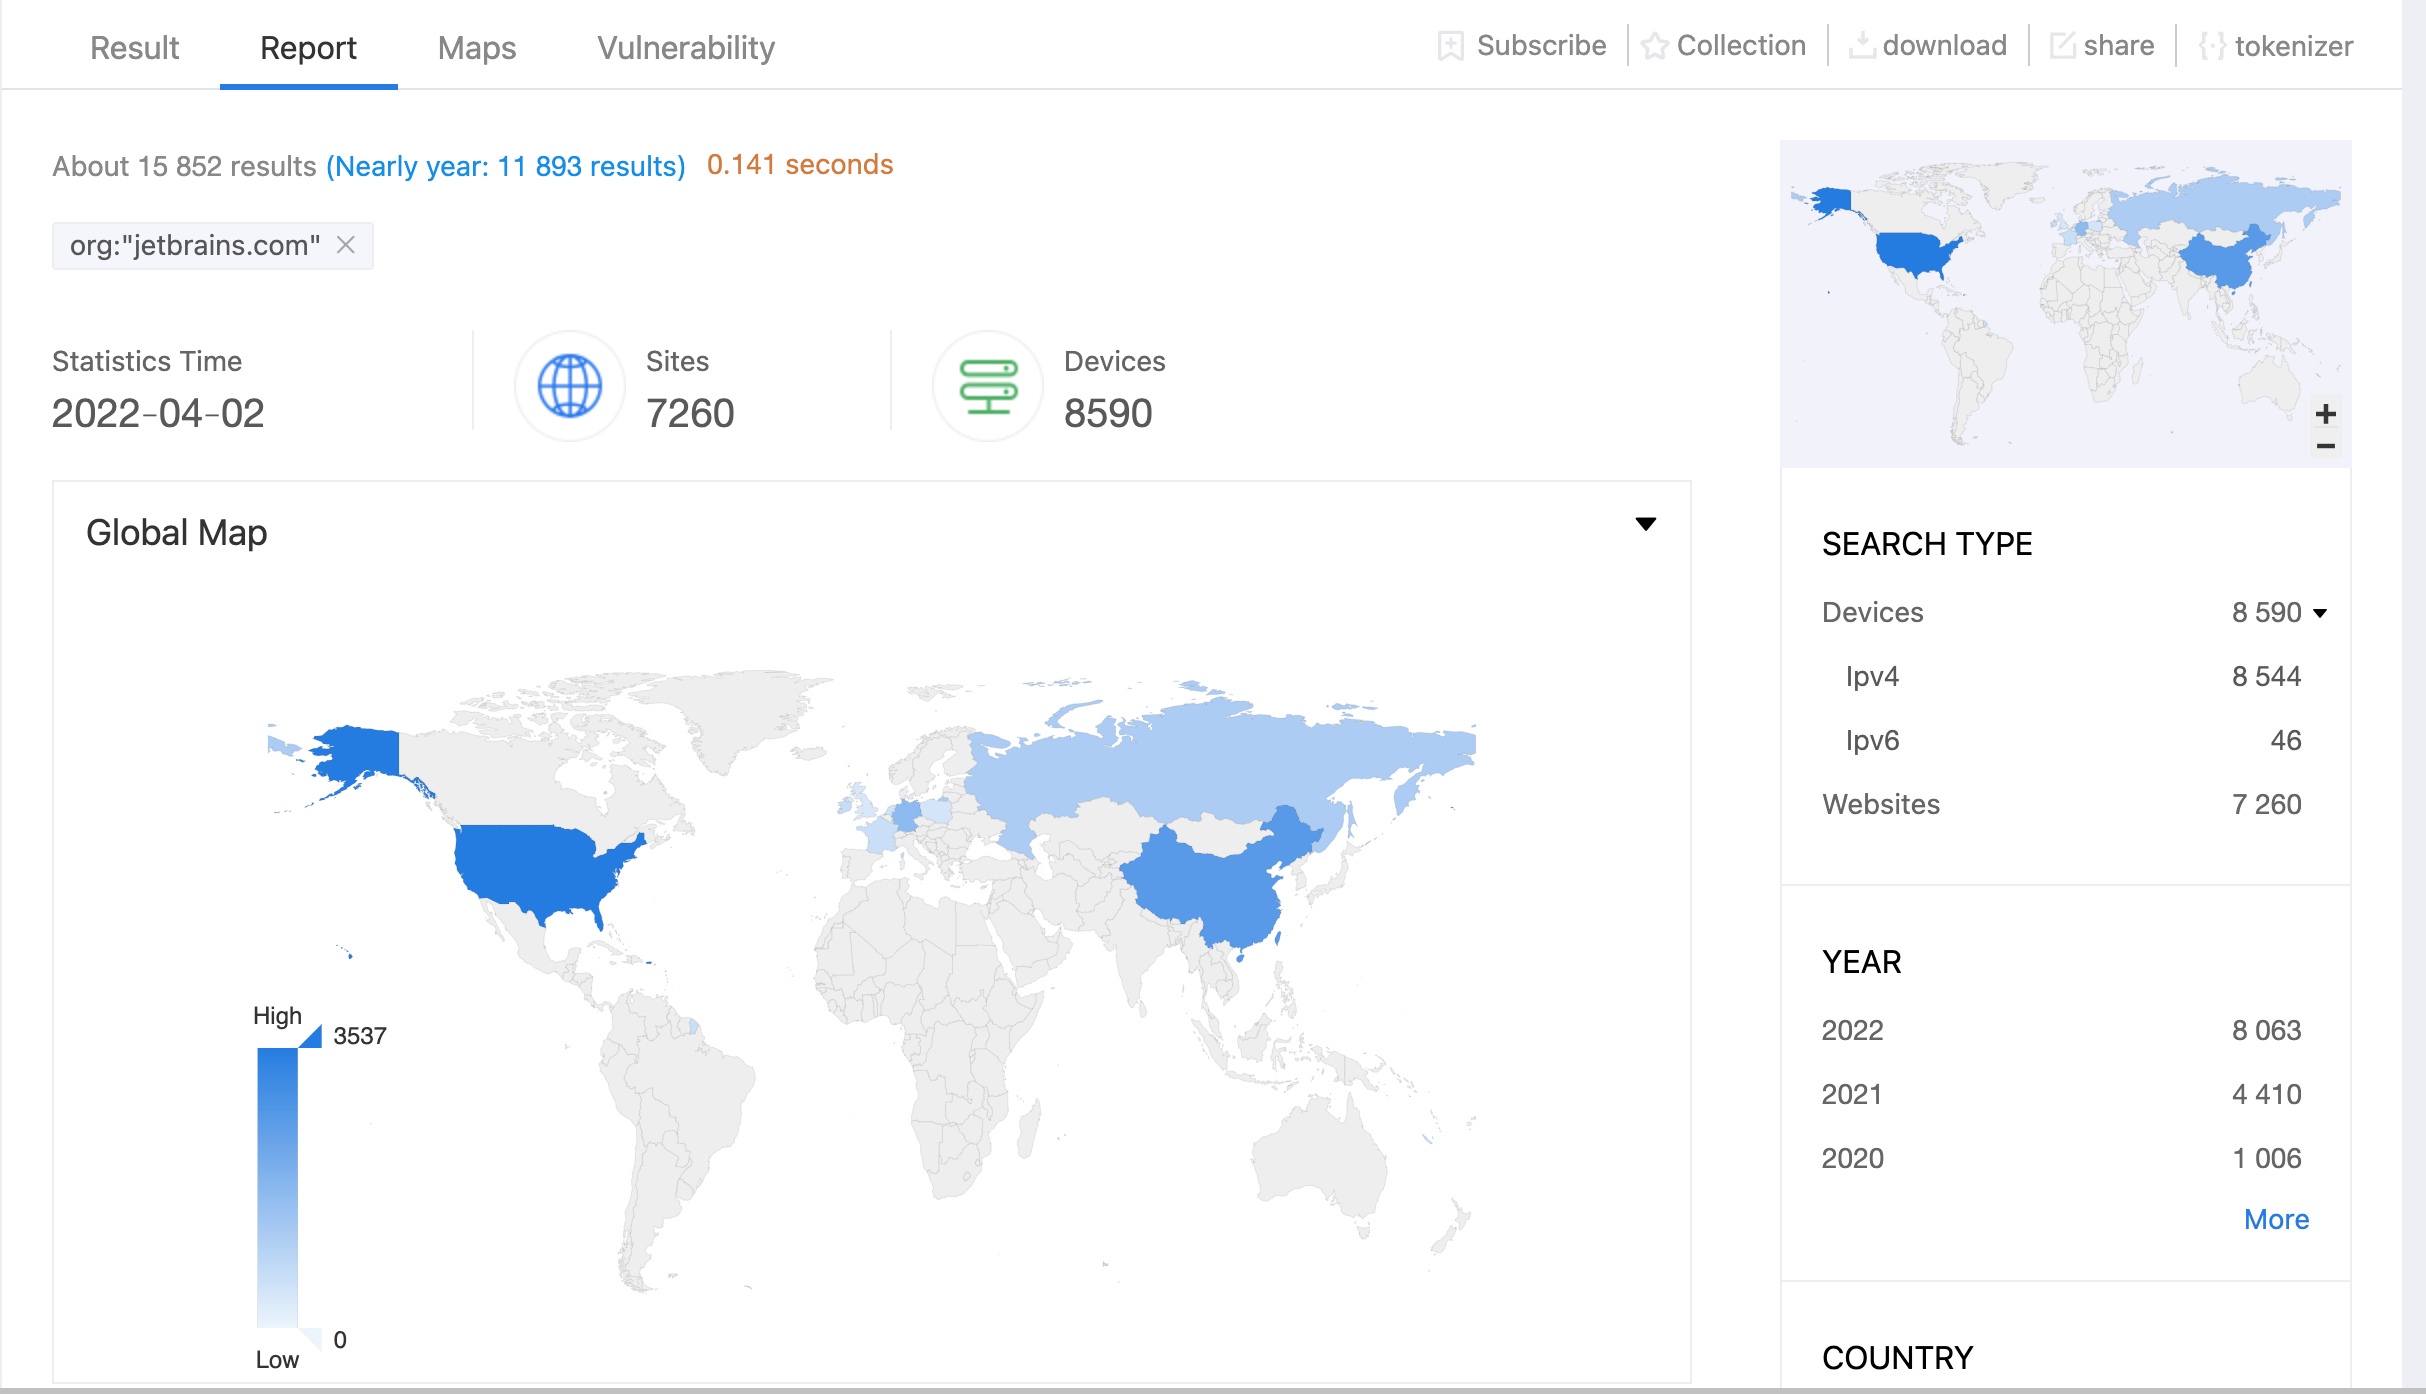 Result Report Maps Vulnerability Subscribe Collection download share tokenizer
About 15 852 results (Nearly year: 11 893 results) 0.141 seconds
org:"jetbrains.com"
Statistics Time
2022-04-02
Sites
7260
Devices
8590
Global Map
High
3537
0
Low
+
−
SEARCH TYPE
Devices 8 590
Ipv4 8 544
Ipv6 46
Websites 7 260
YEAR
2022 8 063
2021 4 410
2020 1 006
More
COUNTRY